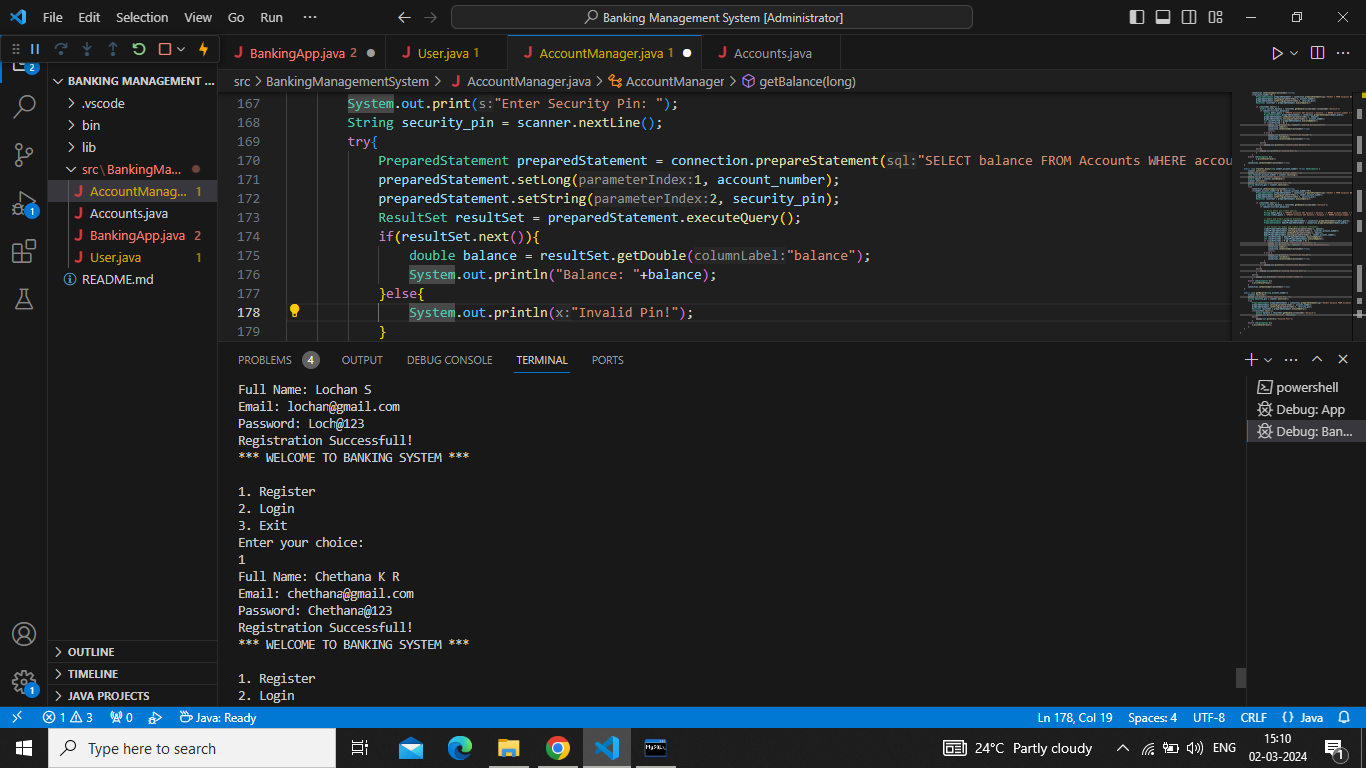 File Edit Selection View Go Run ···
Banking Management System [Administrator]
BankingApp.java 2
User.java 1
AccountManager.java 1
Accounts.java
src > BankingManagementSystem > AccountManager.java > AccountManager > getBalance(long)
BANKING MANAGEMENT ...
.vscode
bin
lib
src\BankingMa...
AccountManag... 1
Accounts.java
BankingApp.java 2
User.java 1
README.md
OUTLINE
TIMELINE
JAVA PROJECTS
2
1
1
167 System.out.print(s:"Enter Security Pin: ");
168 String security_pin = scanner.nextLine();
169 try{
170 PreparedStatement preparedStatement = connection.prepareStatement(sql:"SELECT balance FROM Accounts WHERE accou
171 preparedStatement.setLong(parameterIndex:1, account_number);
172 preparedStatement.setString(parameterIndex:2, security_pin);
173 ResultSet resultSet = preparedStatement.executeQuery();
174 if(resultSet.next()){
175 double balance = resultSet.getDouble(columnLabel:"balance");
176 System.out.println("Balance: "+balance);
177 }else{
178 System.out.println(x:"Invalid Pin!");
179 }
PROBLEMS 4 OUTPUT DEBUG CONSOLE TERMINAL PORTS
Full Name: Lochan S
Email: lochan@gmail.com
Password: Loch@123
Registration Successfull!
*** WELCOME TO BANKING SYSTEM ***
1. Register
2. Login
3. Exit
Enter your choice:
1
Full Name: Chethana K R
Email: chethana@gmail.com
Password: Chethana@123
Registration Successfull!
*** WELCOME TO BANKING SYSTEM ***
1. Register
2. Login
powershell
Debug: App
Debug: Ban...
1 3 0 Java: Ready
Ln 178, Col 19 Spaces: 4 UTF-8 CRLF {} Java
Type here to search
MySQL
24°C Partly cloudy
ENG
15:10
02-03-2024
1